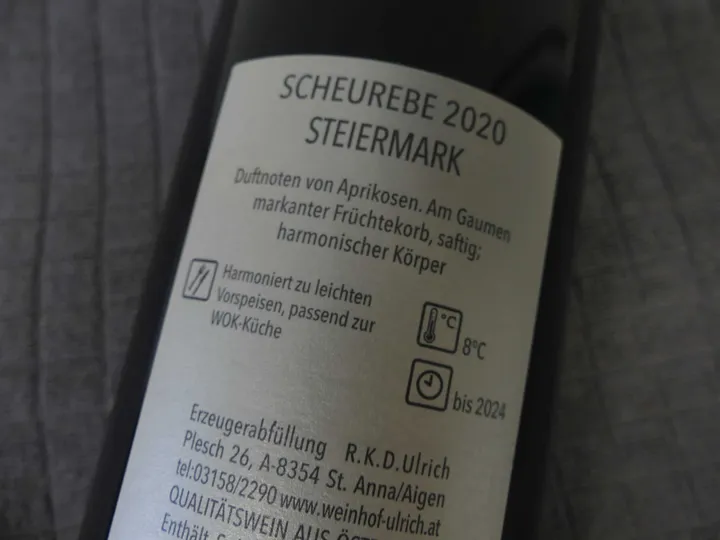 SCHEUREBE 2020
STEIERMARK
Duftnoten von Aprikosen. Am Gaumen
markanter Früchtekorb, saftig;
harmonischer Körper
Harmoniert zu leichten
Vorspeisen, passend zur
WOK-Küche
°C
8°C
bis 2024
Erzeugerabfüllung R.K.D.Ulrich
Plesch 26, A-8354 St. Anna/Aigen
tel:03158/2290 www.weinhof-ulrich.at
QUALITÄTSWEIN AUS
Enthält